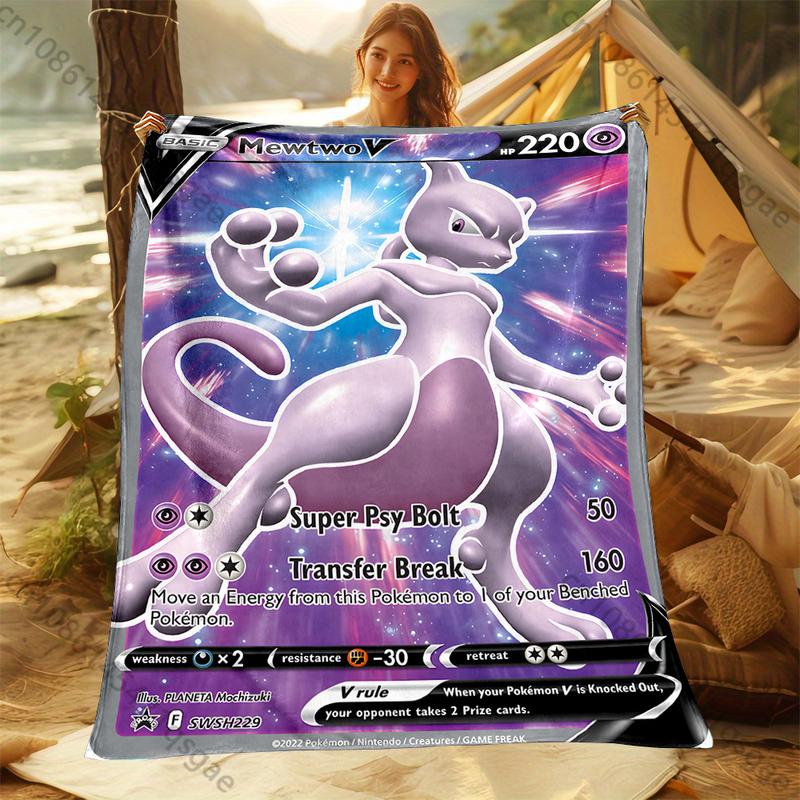 BASIC Mewtwo V HP 220
Super Psy Bolt 50
Transfer Break 160
Move an Energy from this Pokémon to 1 of your Benched
Pokémon.
weakness ×2 resistance -30 retreat
Illus. PLANETA Mochizuki
V rule When your Pokémon V is Knocked Out,
your opponent takes 2 Prize cards.
PROMO F SWSH229
©2022 Pokémon / Nintendo / Creatures / GAME FREAK